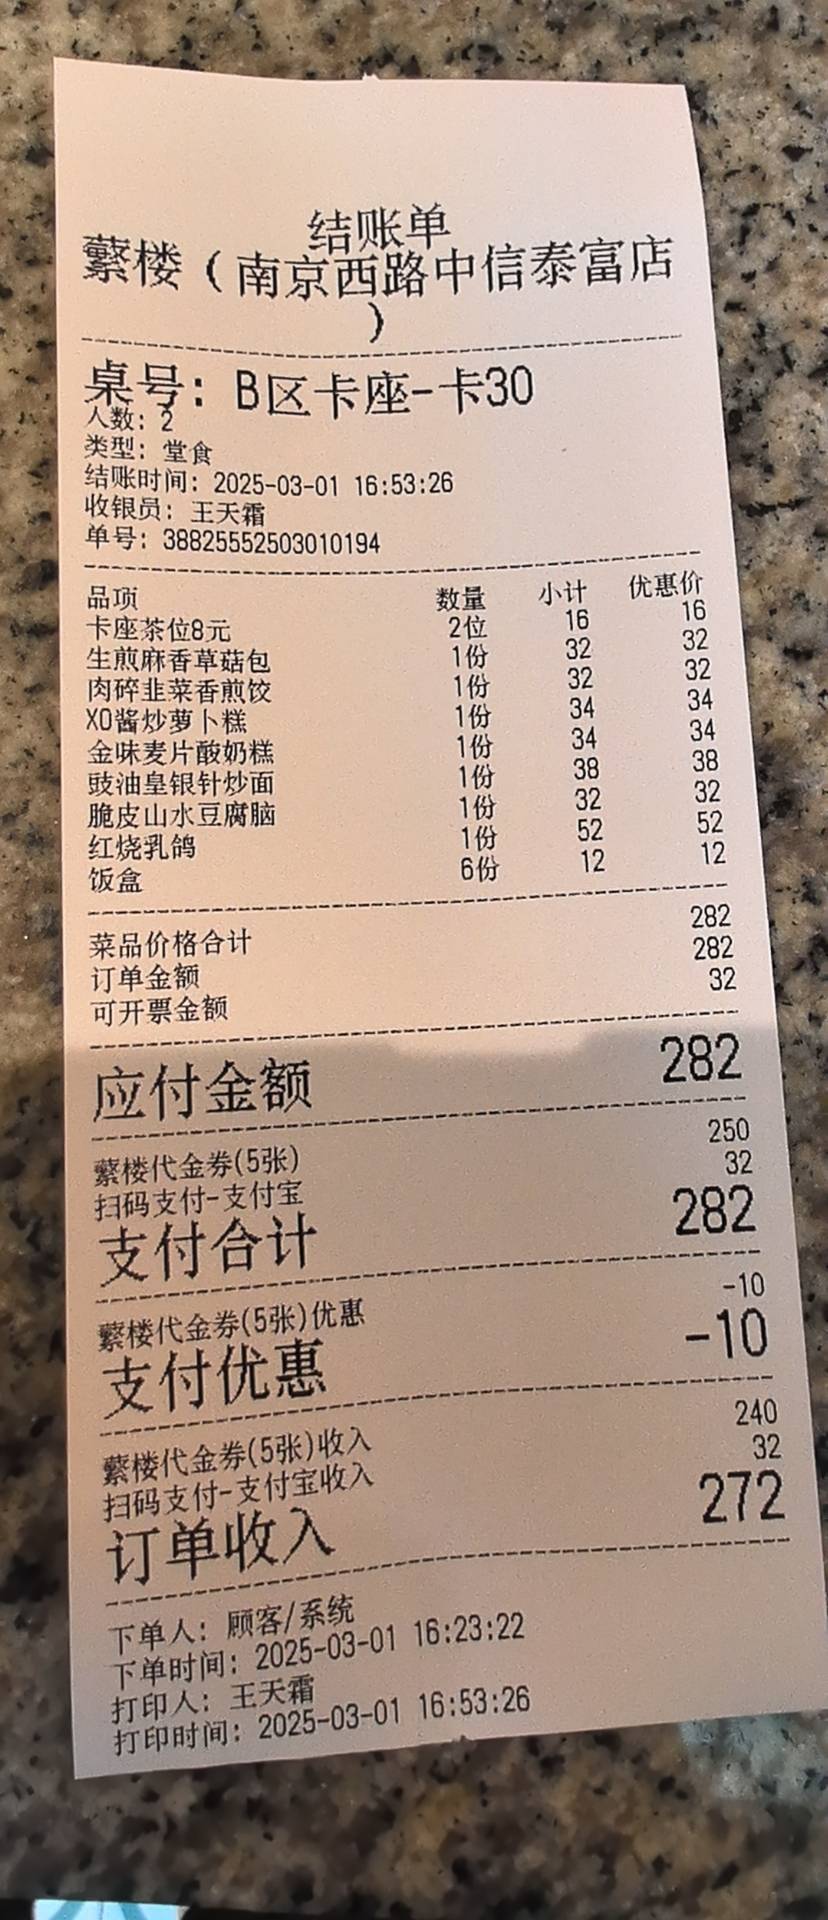 结账单
蘩楼（南京西路中信泰富店
）
桌号：B区卡座-卡30
人数：2
类型：堂食
结账时间：2025-03-01 16:53:26
收银员：王天霜
单号：38825552503010194
品项 数量 小计 优惠价
卡座茶位8元 2位 16 16
生煎麻香草菇包 1份 32 32
肉碎韭菜香煎饺 1份 32 32
XO酱炒萝卜糕 1份 34 34
金味麦片酸奶糕 1份 34 34
豉油皇银针炒面 1份 38 38
脆皮山水豆腐脑 1份 32 32
红烧乳鸽 1份 52 52
饭盒 6份 12 12
菜品价格合计 282
订单金额 282
可开票金额 32
应付金额 282
蘩楼代金券(5张) 250
扫码支付-支付宝 32
支付合计 282
蘩楼代金券(5张)优惠 -10
支付优惠 -10
蘩楼代金券(5张)收入 240
扫码支付-支付宝收入 32
订单收入 272
下单人：顾客/系统
下单时间：2025-03-01 16:23:22
打印人：王天霜
打印时间：2025-03-01 16:53:26